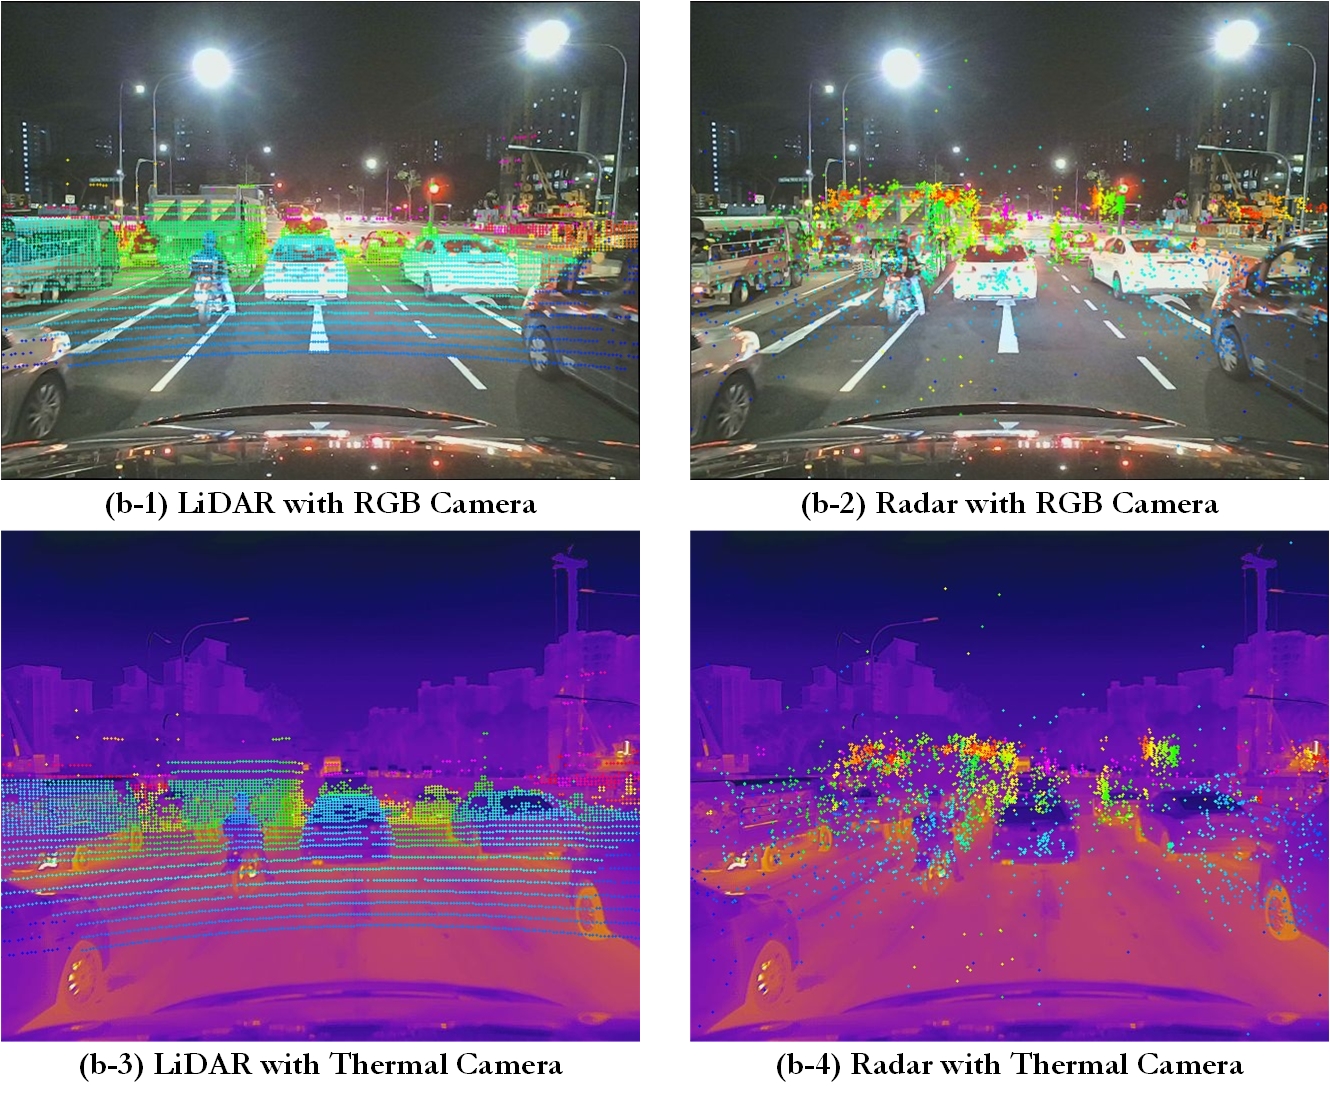 (b-1) LiDAR with RGB Camera
(b-2) Radar with RGB Camera
(b-3) LiDAR with Thermal Camera
(b-4) Radar with Thermal Camera